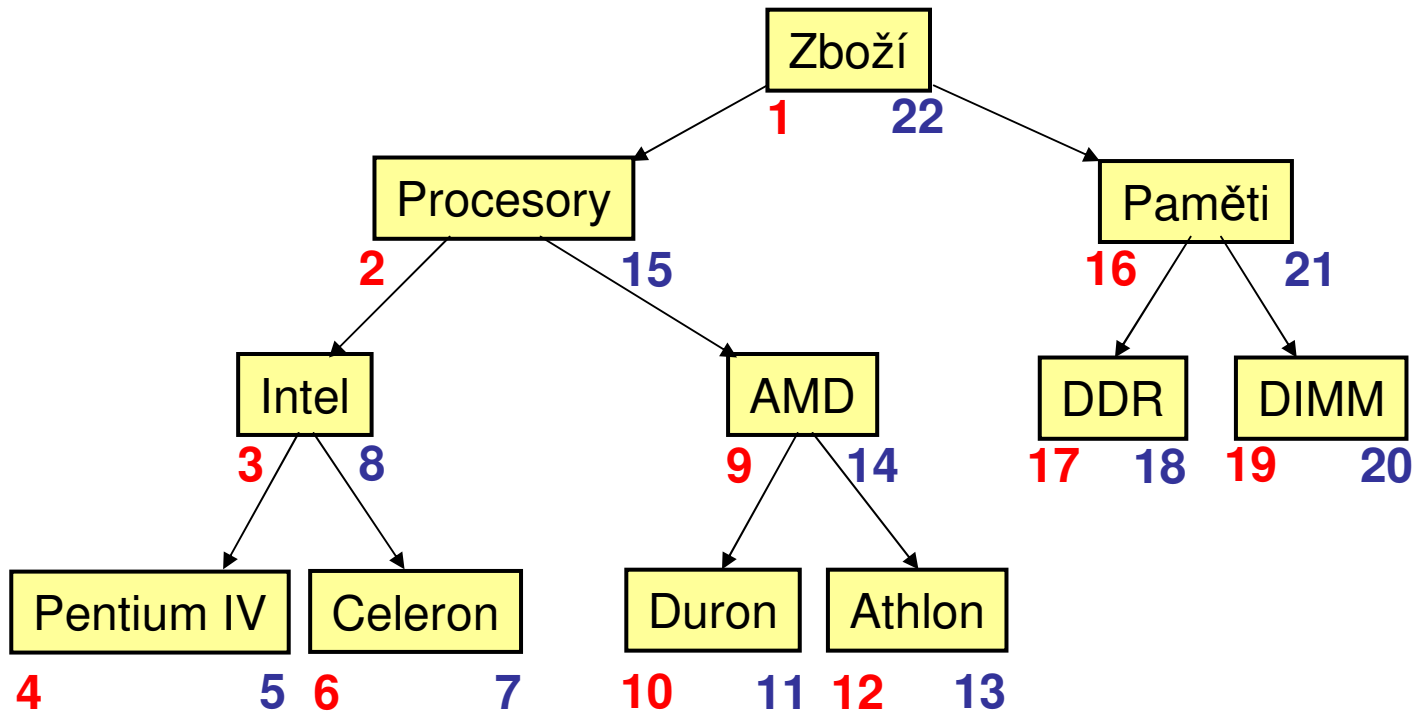 Zboží
1 22
Procesory
Paměti
2 15
16 21
Intel
AMD
DDR
DIMM
3 8
9 14
17 18
19 20
Pentium IV
Celeron
Duron
Athlon
4 5
6 7
10 11
12 13